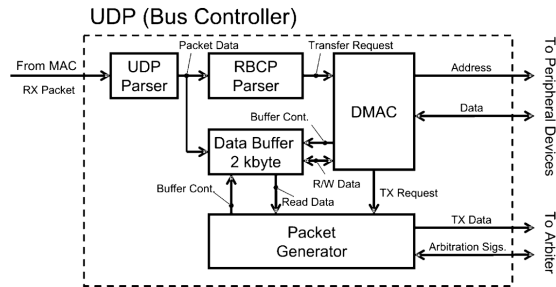 UDP (Bus Controller)
Packet Data
Transfer Request
From MAC
RX Packet
UDP
Parser
RBCP
Parser
DMAC
Address
Data
To Peripheral Devices
Buffer Cont.
Data Buffer
2 kbyte
R/W Data
Buffer Cont.
Read Data
TX Request
Packet
Generator
TX Data
Arbitration Sigs.
To Arbiter